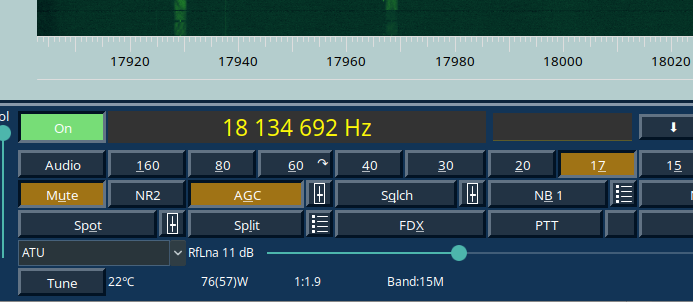 17920 17940 17960 17980 18000 18020
ol
On 18 134 692 Hz ⬇
Audio 160 80 60 ↷ 40 30 20 17 15
Mute NR2 AGC Sqlch NB 1
Spot Split FDX PTT
ATU RfLna 11 dB
Tune 22°C 76(57)W 1:1.9 Band:15M